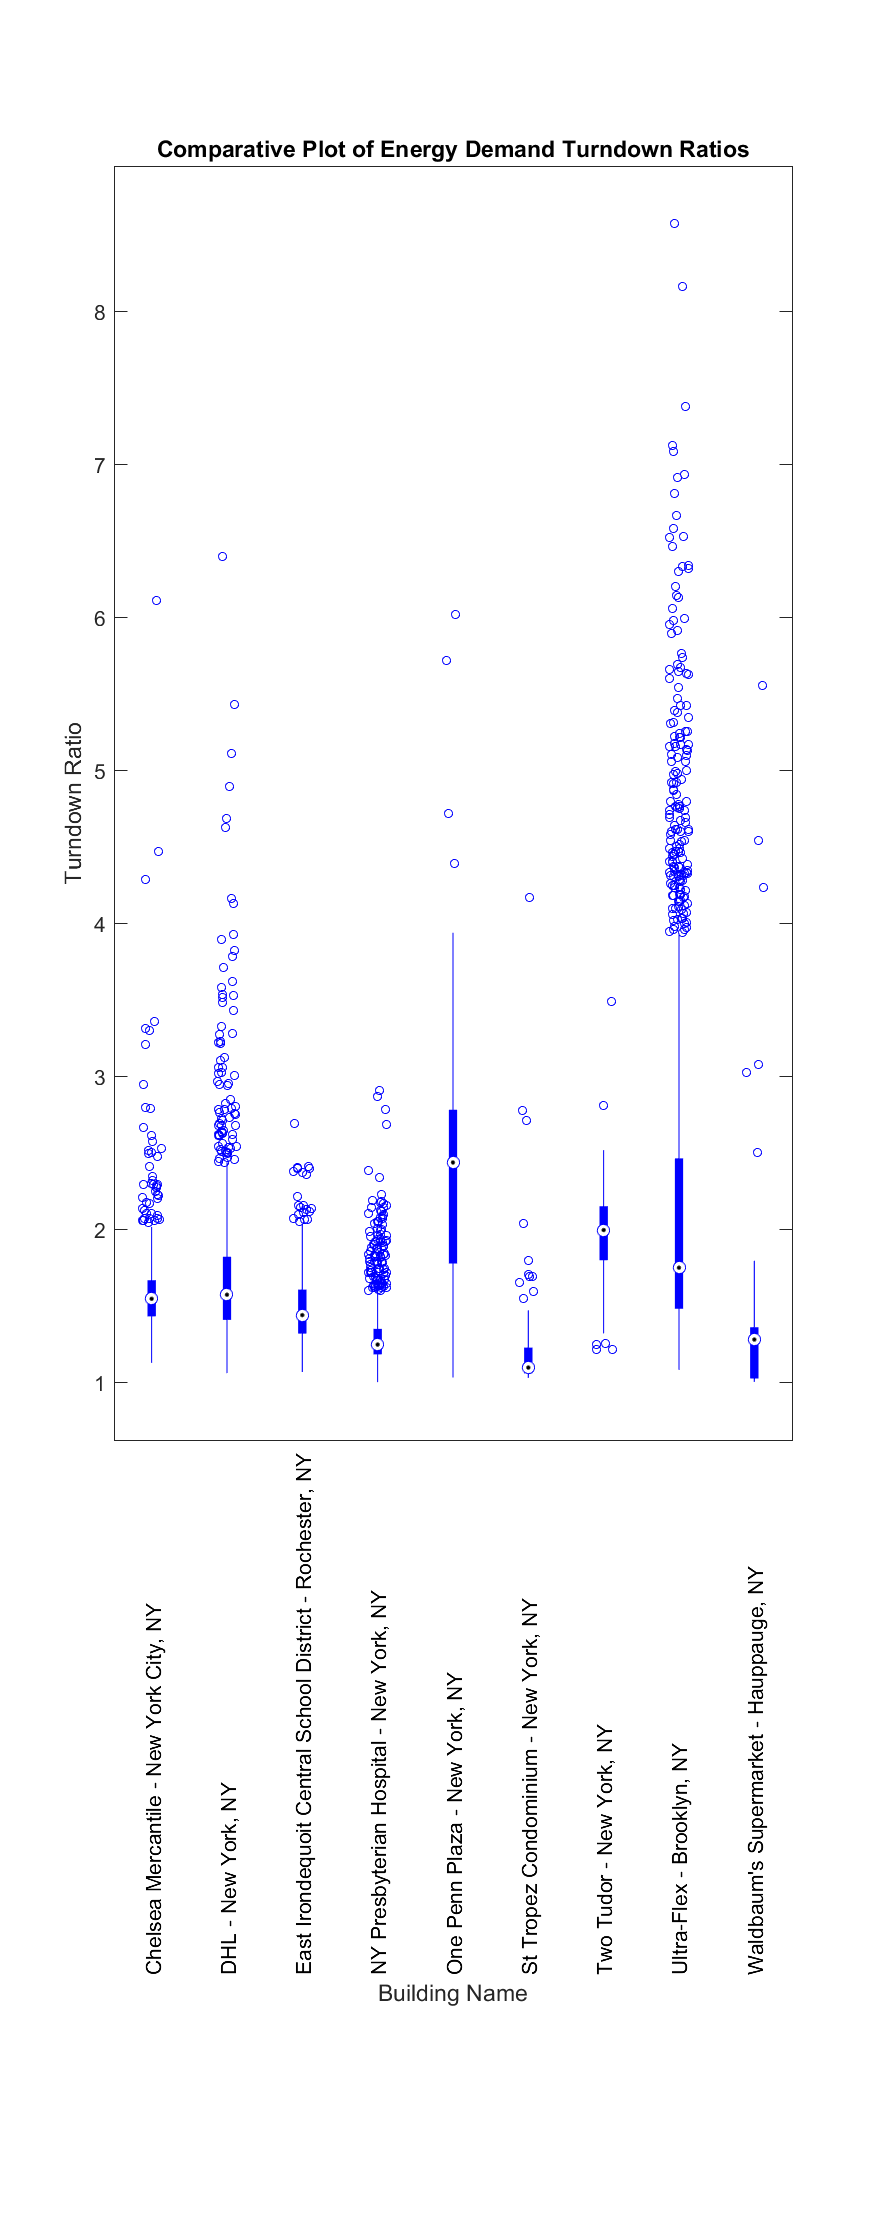 Comparative Plot of Energy Demand Turndown Ratios
Turndown Ratio
8
7
6
5
4
3
2
1
Chelsea Mercantile - New York City, NY
DHL - New York, NY
East Irondequoit Central School District - Rochester, NY
NY Presbyterian Hospital - New York, NY
One Penn Plaza - New York, NY
St Tropez Condominium - New York, NY
Two Tudor - New York, NY
Ultra-Flex - Brooklyn, NY
Waldbaum's Supermarket - Hauppauge, NY
Building Name